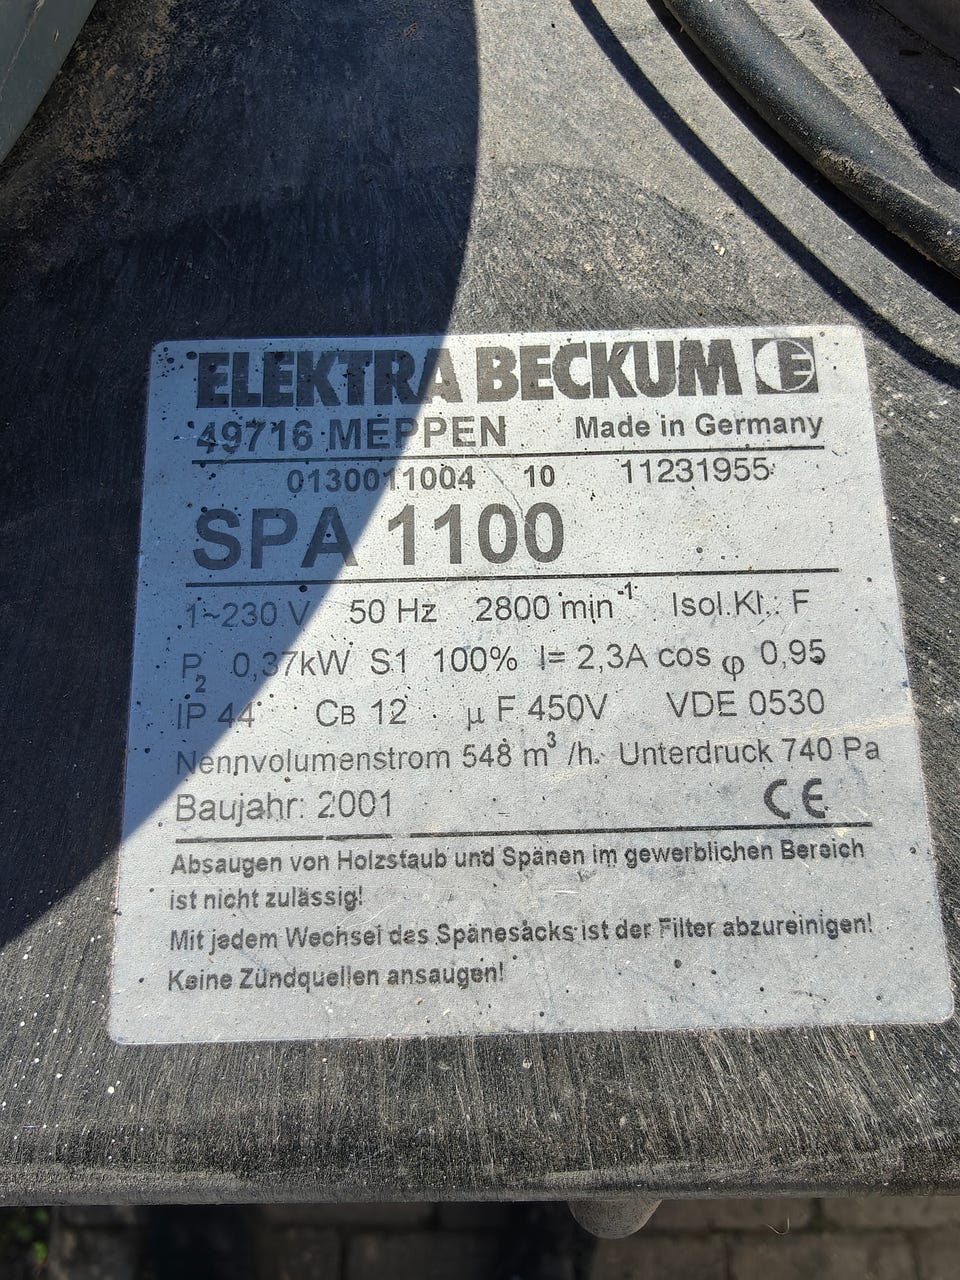 ELEKTRA BECKUM
49716 MEPPEN Made in Germany
0130011004 10 11231955
SPA 1100
1~230 V 50 Hz 2800 min⁻¹ Isol.Kl.: F
P₂ 0,37kW S1 100% I= 2,3A cos φ 0,95
IP 44 CB 12 µ F 450V VDE 0530
Nennvolumenstrom 548 m³ /h. Unterdruck 740 Pa
Baujahr: 2001 CE
Absaugen von Holzstaub und Spänen im gewerblichen Bereich
ist nicht zulässig!
Mit jedem Wechsel des Spänesacks ist der Filter abzureinigen!
Keine Zündquellen ansaugen!